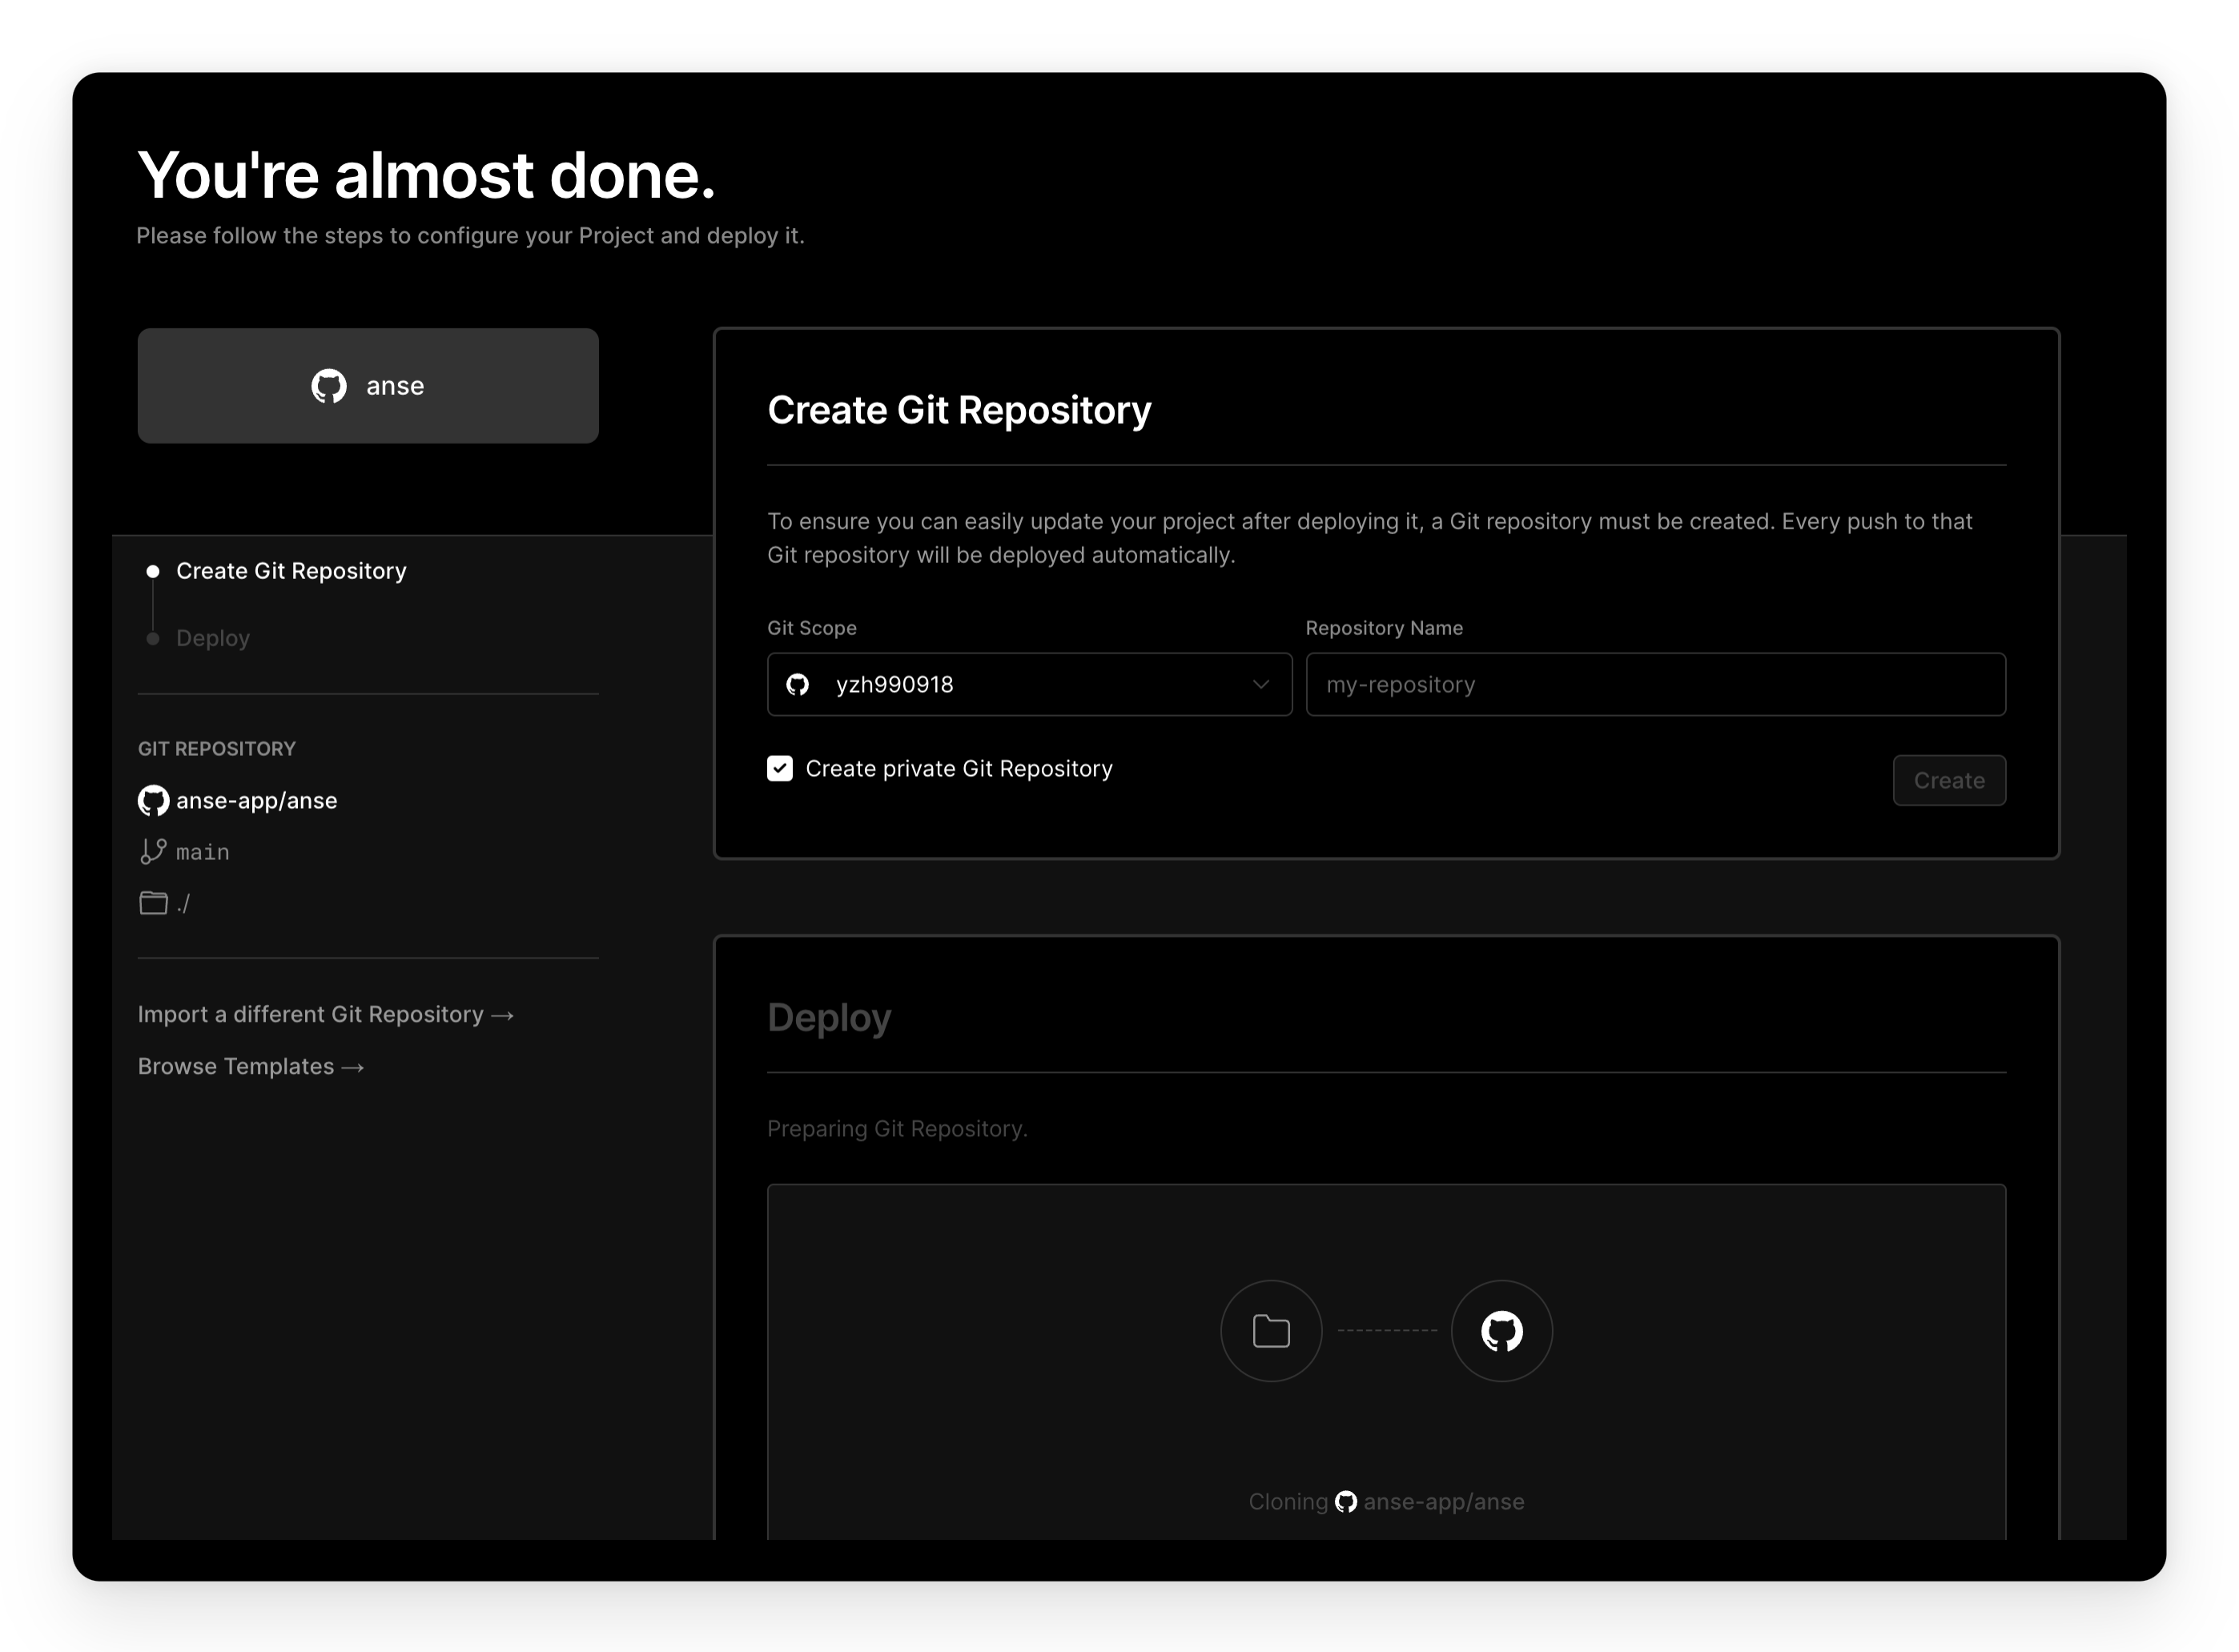 You're almost done.
Please follow the steps to configure your Project and deploy it.
anse
Create Git Repository
Deploy
GIT REPOSITORY
anse-app/anse
main
./
Import a different Git Repository →
Browse Templates →
Create Git Repository
To ensure you can easily update your project after deploying it, a Git repository must be created. Every push to that
Git repository will be deployed automatically.
Git Scope
Repository Name
yzh990918
my-repository
Create private Git Repository
Create
Deploy
Preparing Git Repository.
Cloning anse-app/anse